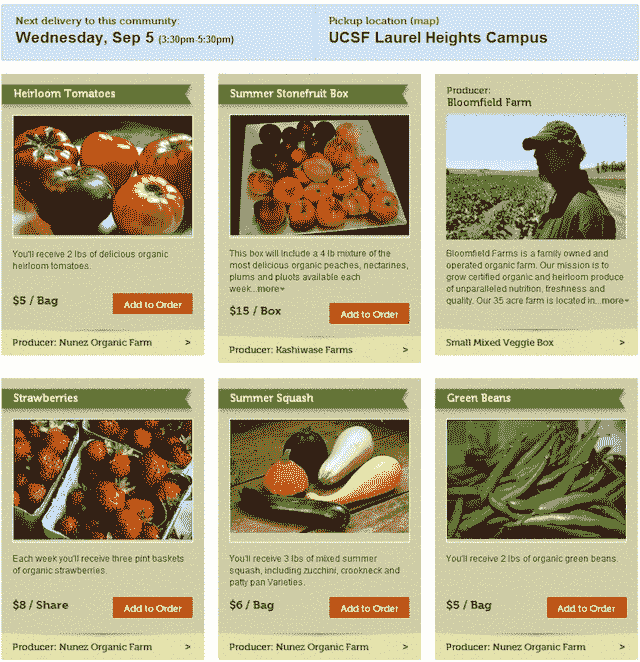 Next delivery to this community:
Wednesday, Sep 5 (3:30pm-5:30pm)
Pickup location (map)
UCSF Laurel Heights Campus
Heirloom Tomatoes
You'll receive 2 lbs of delicious organic
heirloom tomatoes.
$5 / Bag
Add to Order
Producer: Nunez Organic Farm >
Summer Stonefruit Box
This box will include a 4 lb mixture of the
most delicious organic peaches, nectarines,
plums and pluots available each
week...more
$15 / Box
Add to Order
Producer: Kashiwase Farms >
Producer:
Bloomfield Farm
Bloomfield Farms is a family owned and
operated organic farm. Our mission is to
grow certified organic and heirloom produce
of unparalleled nutrition, freshness and
quality. Our 35 acre farm is located in...more
Small Mixed Veggie Box >
Strawberries
Each week you'll receive three pint baskets
of organic strawberries.
$8 / Share
Add to Order
Producer: Nunez Organic Farm >
Summer Squash
You'll receive 3 lbs of mixed summer
squash, including zucchini, crookneck and
patty pan Varieties.
$6 / Bag
Add to Order
Producer: Nunez Organic Farm >
Green Beans
You'll receive 2 lbs of organic green beans.
$5 / Bag
Add to Order
Producer: Nunez Organic Farm >